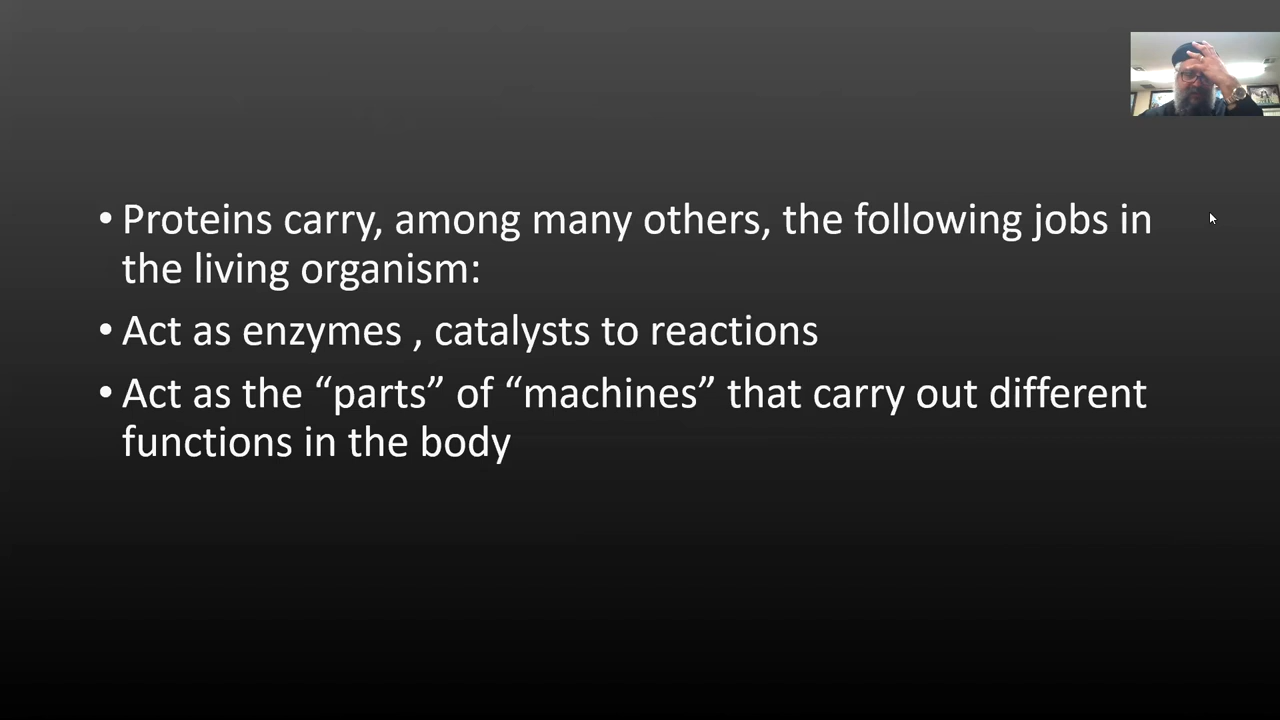 • Proteins carry, among many others, the following jobs in
the living organism:
• Act as enzymes , catalysts to reactions
• Act as the “parts” of “machines” that carry out different
functions in the body